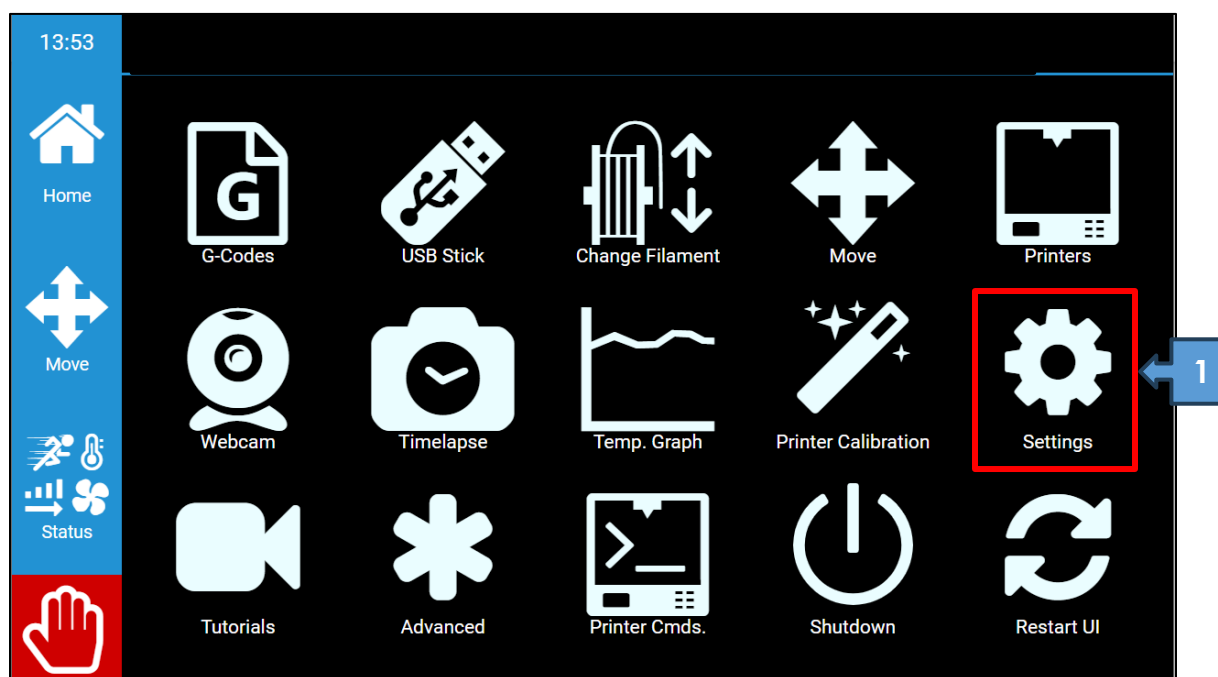 13:53
Home
Move
Status
G-Codes
USB Stick
Change Filament
Move
Printers
G
Webcam
Timelapse
Temp. Graph
Printer Calibration
Settings
1
Tutorials
Advanced
Printer Cmds.
Shutdown
Restart UI